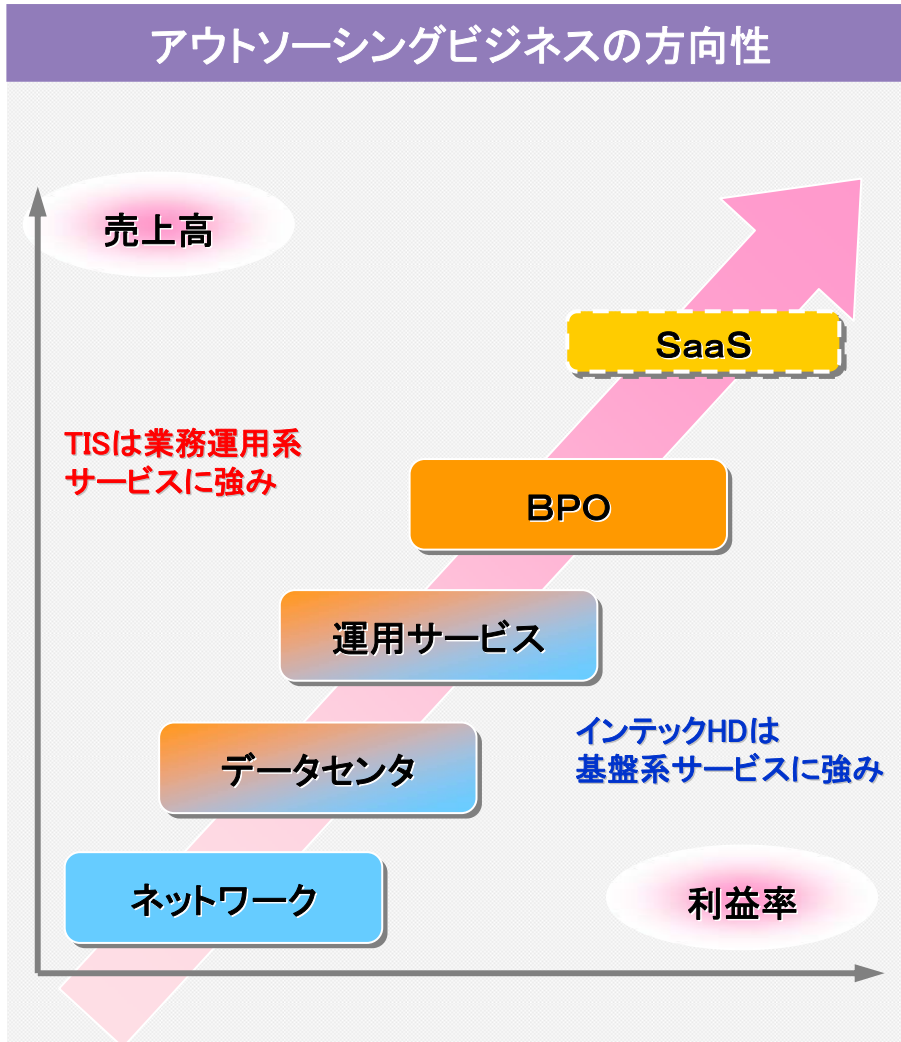 アウトソーシングビジネスの方向性
売上高
SaaS
TISは業務運用系
サービスに強み
BPO
運用サービス
インテックHDは
基盤系サービスに強み
データセンタ
ネットワーク
利益率